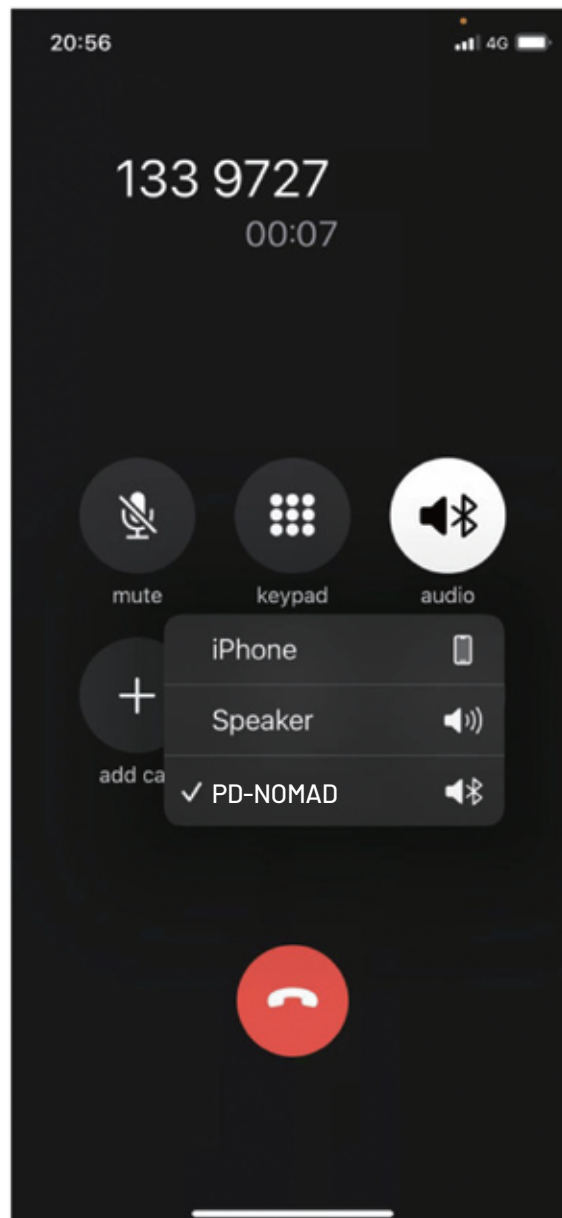 20:56
4G
133 9727
00:07
mute keypad audio
iPhone
Speaker
add ca
PD-NOMAD